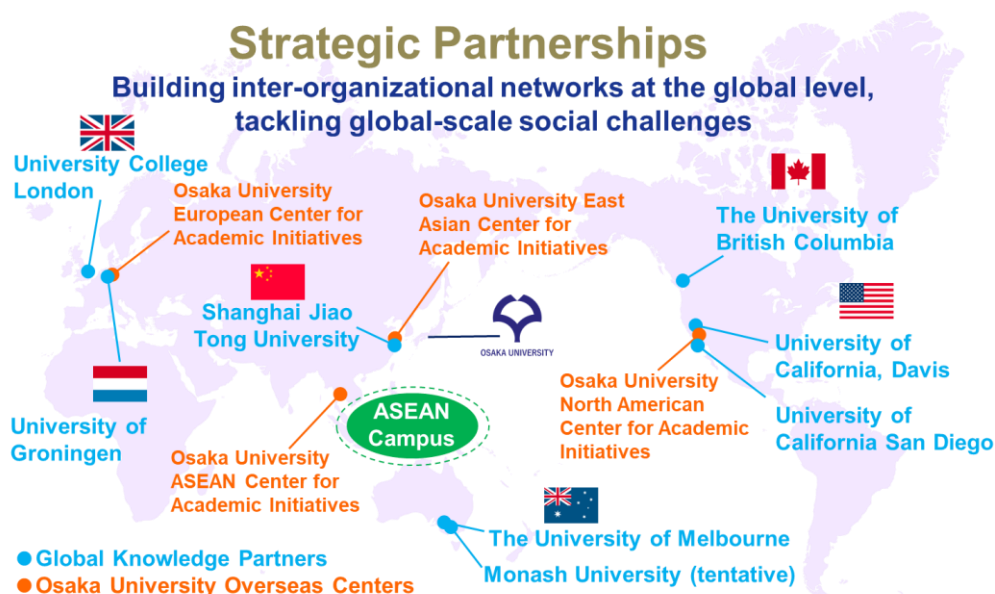 Strategic Partnerships
Building inter-organizational networks at the global level,
tackling global-scale social challenges
University College
London
Osaka University
European Center for
Academic Initiatives
Osaka University East
Asian Center for
Academic Initiatives
The University of
British Columbia
Shanghai Jiao
Tong University
OSAKA UNIVERSITY
University of
California, Davis
Osaka University
North American
Center for Academic
Initiatives
University of
California San Diego
University of
Groningen
ASEAN
Campus
Osaka University
ASEAN Center for
Academic Initiatives
The University of Melbourne
Monash University (tentative)
Global Knowledge Partners
Osaka University Overseas Centers